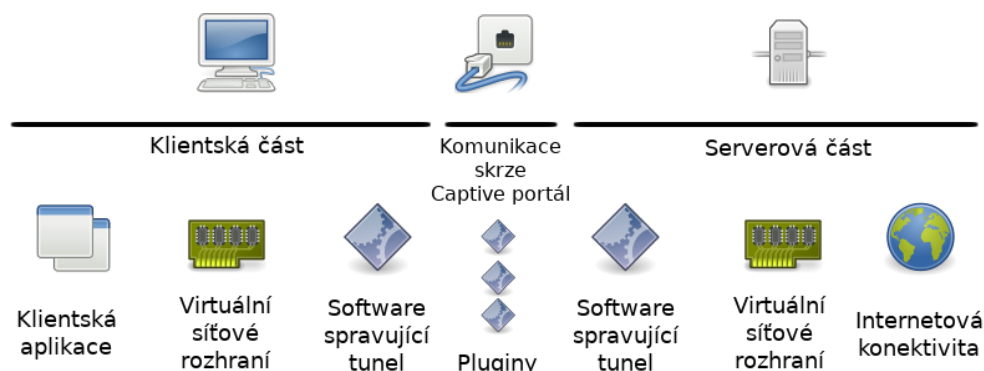 Klientská část
Komunikace
skrze
Captive portál
Serverová část
Klientská
aplikace
Virtuální
síťové
rozhraní
Software
spravující
tunel
Pluginy
Software
spravující
tunel
Virtuální
síťové
rozhraní
Internetová
konektivita